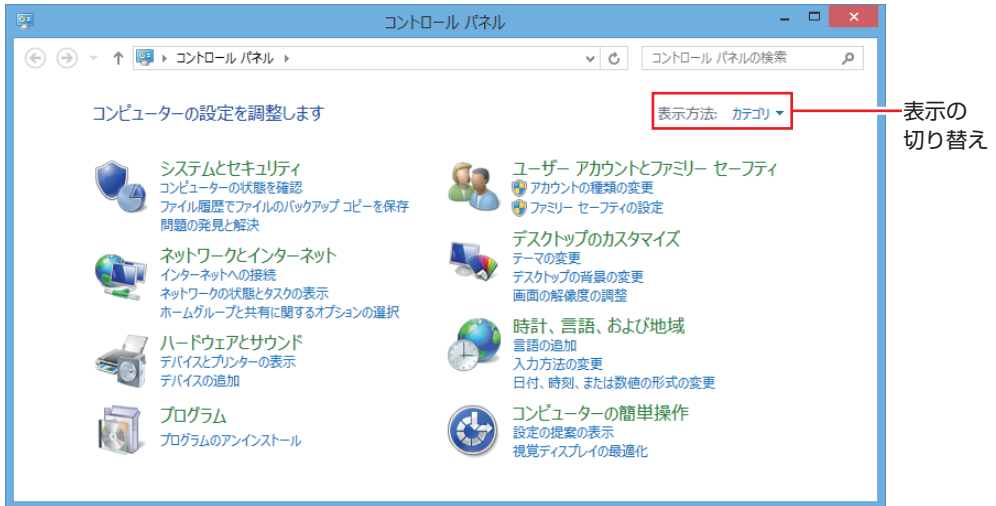 コントロール パネル
コントロール パネル
コントロール パネルの検索
コンピューターの設定を調整します
表示方法: カテゴリ
表示の
切り替え
システムとセキュリティ
コンピューターの状態を確認
ファイル履歴でファイルのバックアップ コピーを保存
問題の発見と解決
ネットワークとインターネット
インターネットへの接続
ネットワークの状態とタスクの表示
ホームグループと共有に関するオプションの選択
ハードウェアとサウンド
デバイスとプリンターの表示
デバイスの追加
プログラム
プログラムのアンインストール
ユーザー アカウントとファミリー セーフティ
アカウントの種類の変更
ファミリー セーフティの設定
デスクトップのカスタマイズ
テーマの変更
デスクトップの背景の変更
画面の解像度の調整
時計、言語、および地域
言語の追加
入力方法の変更
日付、時刻、または数値の形式の変更
コンピューターの簡単操作
設定の提案の表示
視覚ディスプレイの最適化